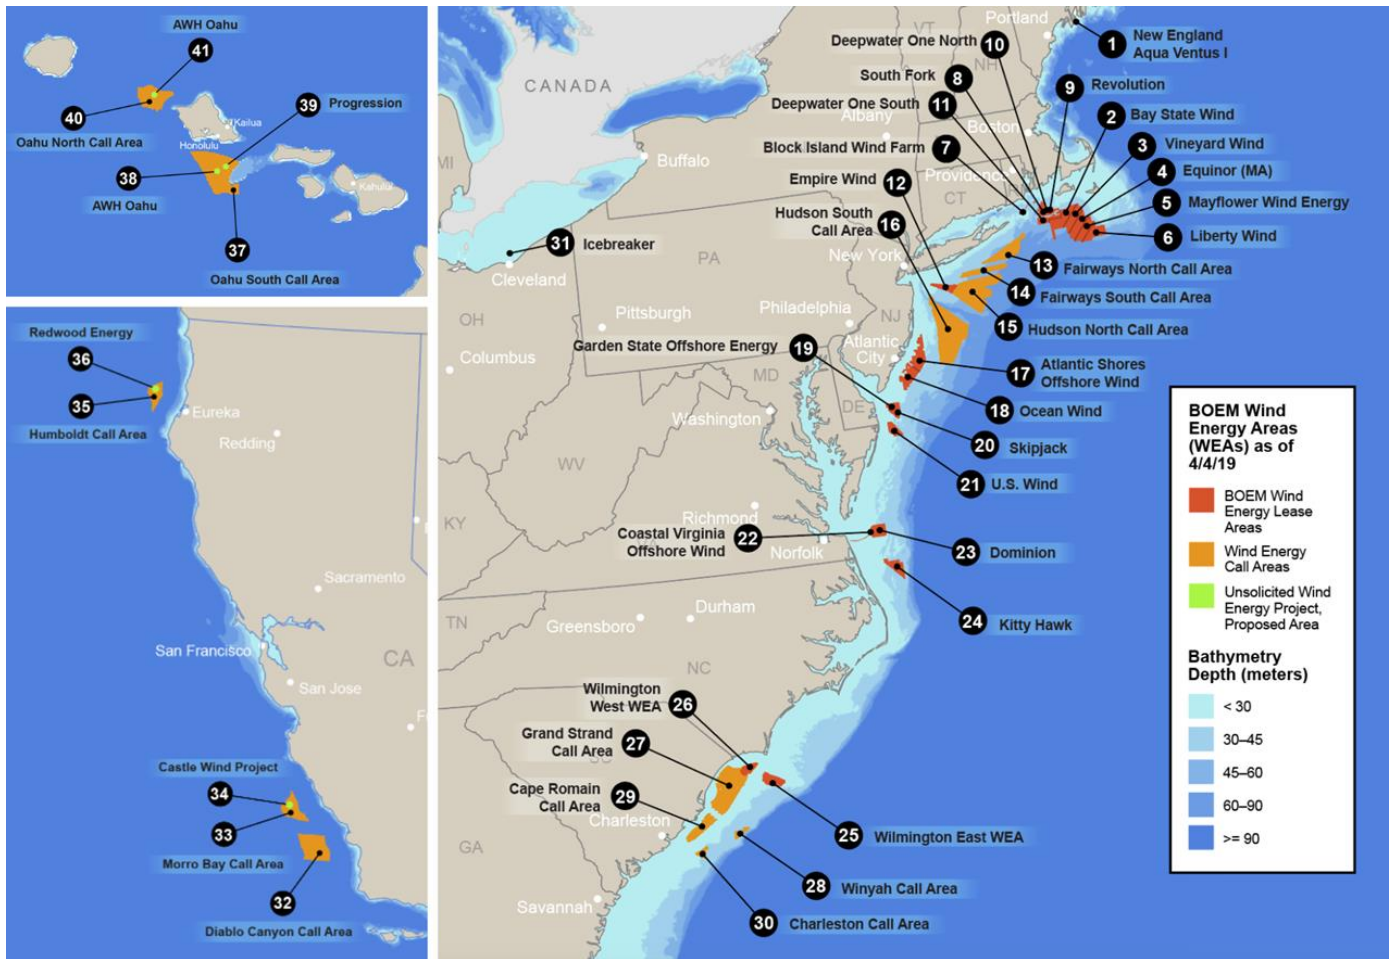 AWH Oahu
41
39
Progression
40
Oahu North Call Area
Kailua
Honolulu
38
AWH Oahu
Kahului
37
Oahu South Call Area
Redwood Energy
36
35
Humboldt Call Area
Eureka
Redding
Sacramento
San Francisco
CA
San Jose
F
Castle Wind Project
34
33
Morro Bay Call Area
32
Diablo Canyon Call Area
CANADA
MI
Buffalo
31
Icebreaker
Cleveland
OH
PA
Pittsburgh
Columbus
Philadelphia
NJ
MD
DE
Washington
WV
KY
Richmond
Norfolk
TN
Durham
Greensboro
NC
Charleston
GA
Savannah
VT
NH
Portland
Albany
Boston
Providence
CT
New York
Atlantic
City
1
New England
Aqua Ventus I
Deepwater One North
10
South Fork
8
9
Revolution
Deepwater One South
11
2
Bay State Wind
Block Island Wind Farm
7
3
Vineyard Wind
Empire Wind
12
4
Equinor (MA)
5
Mayflower Wind Energy
Hudson South
Call Area
16
6
Liberty Wind
13
Fairways North Call Area
14
Fairways South Call Area
15
Hudson North Call Area
Garden State Offshore Energy
19
17
Atlantic Shores
Offshore Wind
18
Ocean Wind
20
Skipjack
21
U.S. Wind
Coastal Virginia
Offshore Wind
22
23
Dominion
24
Kitty Hawk
Wilmington
West WEA
26
Grand Strand
Call Area
27
Cape Romain
Call Area
29
25
Wilmington East WEA
28
Winyah Call Area
30
Charleston Call Area
BOEM Wind
Energy Areas
(WEAs) as of
4/4/19
BOEM Wind
Energy Lease
Areas
Wind Energy
Call Areas
Unsolicited Wind
Energy Project,
Proposed Area
Bathymetry
Depth (meters)
< 30
30–45
45–60
60–90
>= 90